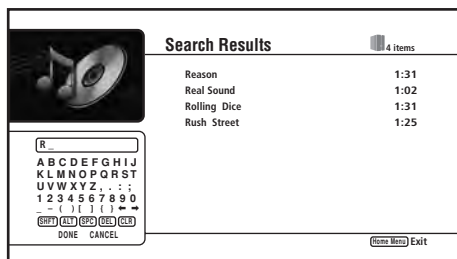 Search Results
4 items
Reason 1:31
Real Sound 1:02
Rolling Dice 1:31
Rush Street 1:25
R _
A B C D E F G H I J
K L M N O P Q R S T
U V W X Y Z , . : ;
1 2 3 4 5 6 7 8 9 0
_ – ( ) [ ] { } ← →
SHFT ALT SPC DEL CLR
DONE CANCEL
Home Menu Exit